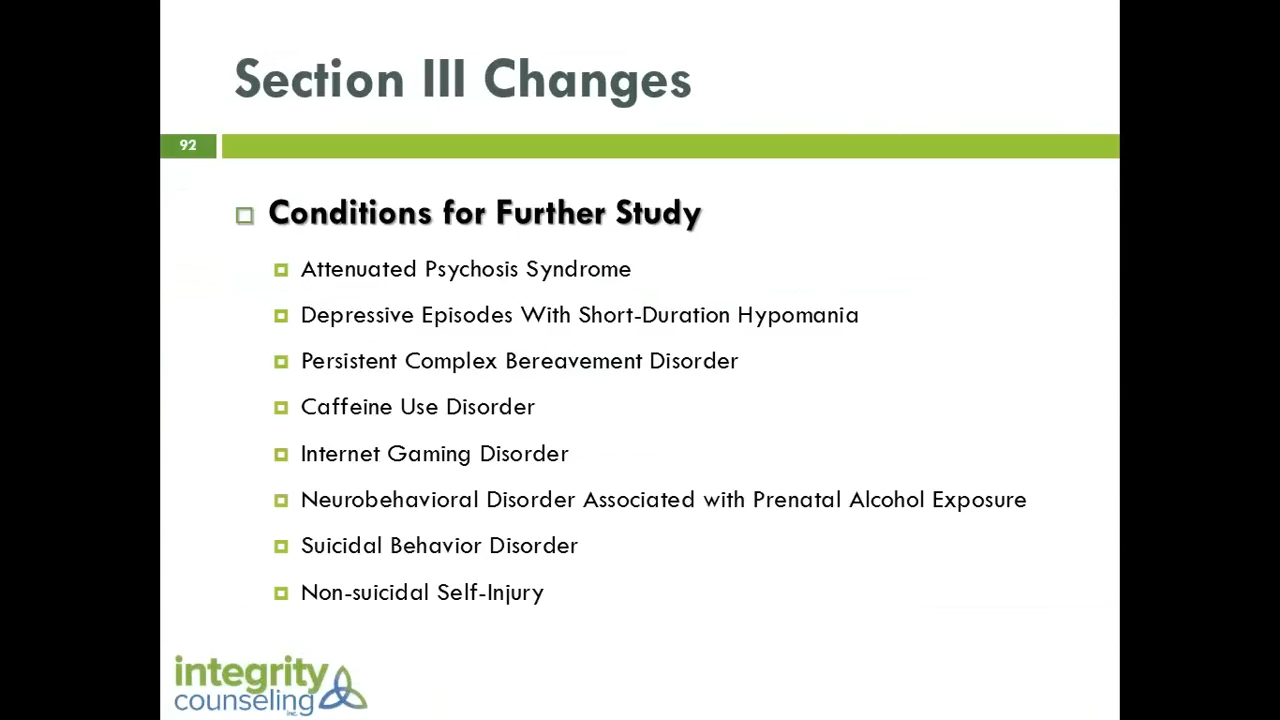 Section III Changes
92
Conditions for Further Study
Attenuated Psychosis Syndrome
Depressive Episodes With Short-Duration Hypomania
Persistent Complex Bereavement Disorder
Caffeine Use Disorder
Internet Gaming Disorder
Neurobehavioral Disorder Associated with Prenatal Alcohol Exposure
Suicidal Behavior Disorder
Non-suicidal Self-Injury
integrity
counseling
inc.